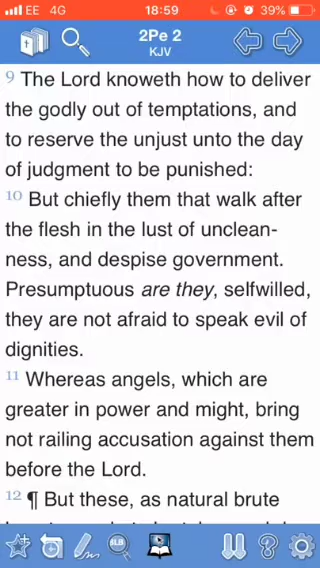 EE 4G 18:59 39%
2Pe 2
KJV
9 The Lord knoweth how to deliver
the godly out of temptations, and
to reserve the unjust unto the day
of judgment to be punished:
10 But chiefly them that walk after
the flesh in the lust of unclean-
ness, and despise government.
Presumptuous are they, selfwilled,
they are not afraid to speak evil of
dignities.
11 Whereas angels, which are
greater in power and might, bring
not railing accusation against them
before the Lord.
12 ¶ But these, as natural brute
BLB